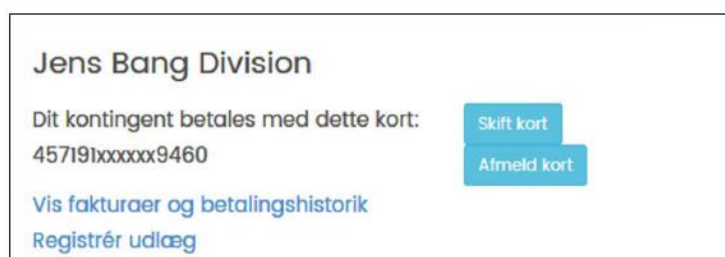 Jens Bang Division
Dit kontingent betales med dette kort:
457191xxxxxx9460
Skift kort
Afmeld kort
Vis fakturaer og betalingshistorik
Registrér udlæg